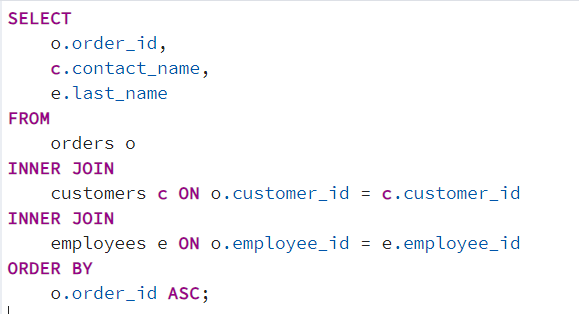 SELECT
    o.order_id,
    c.contact_name,
    e.last_name
FROM
    orders o
INNER JOIN
    customers c ON o.customer_id = c.customer_id
INNER JOIN
    employees e ON o.employee_id = e.employee_id
ORDER BY
    o.order_id ASC;